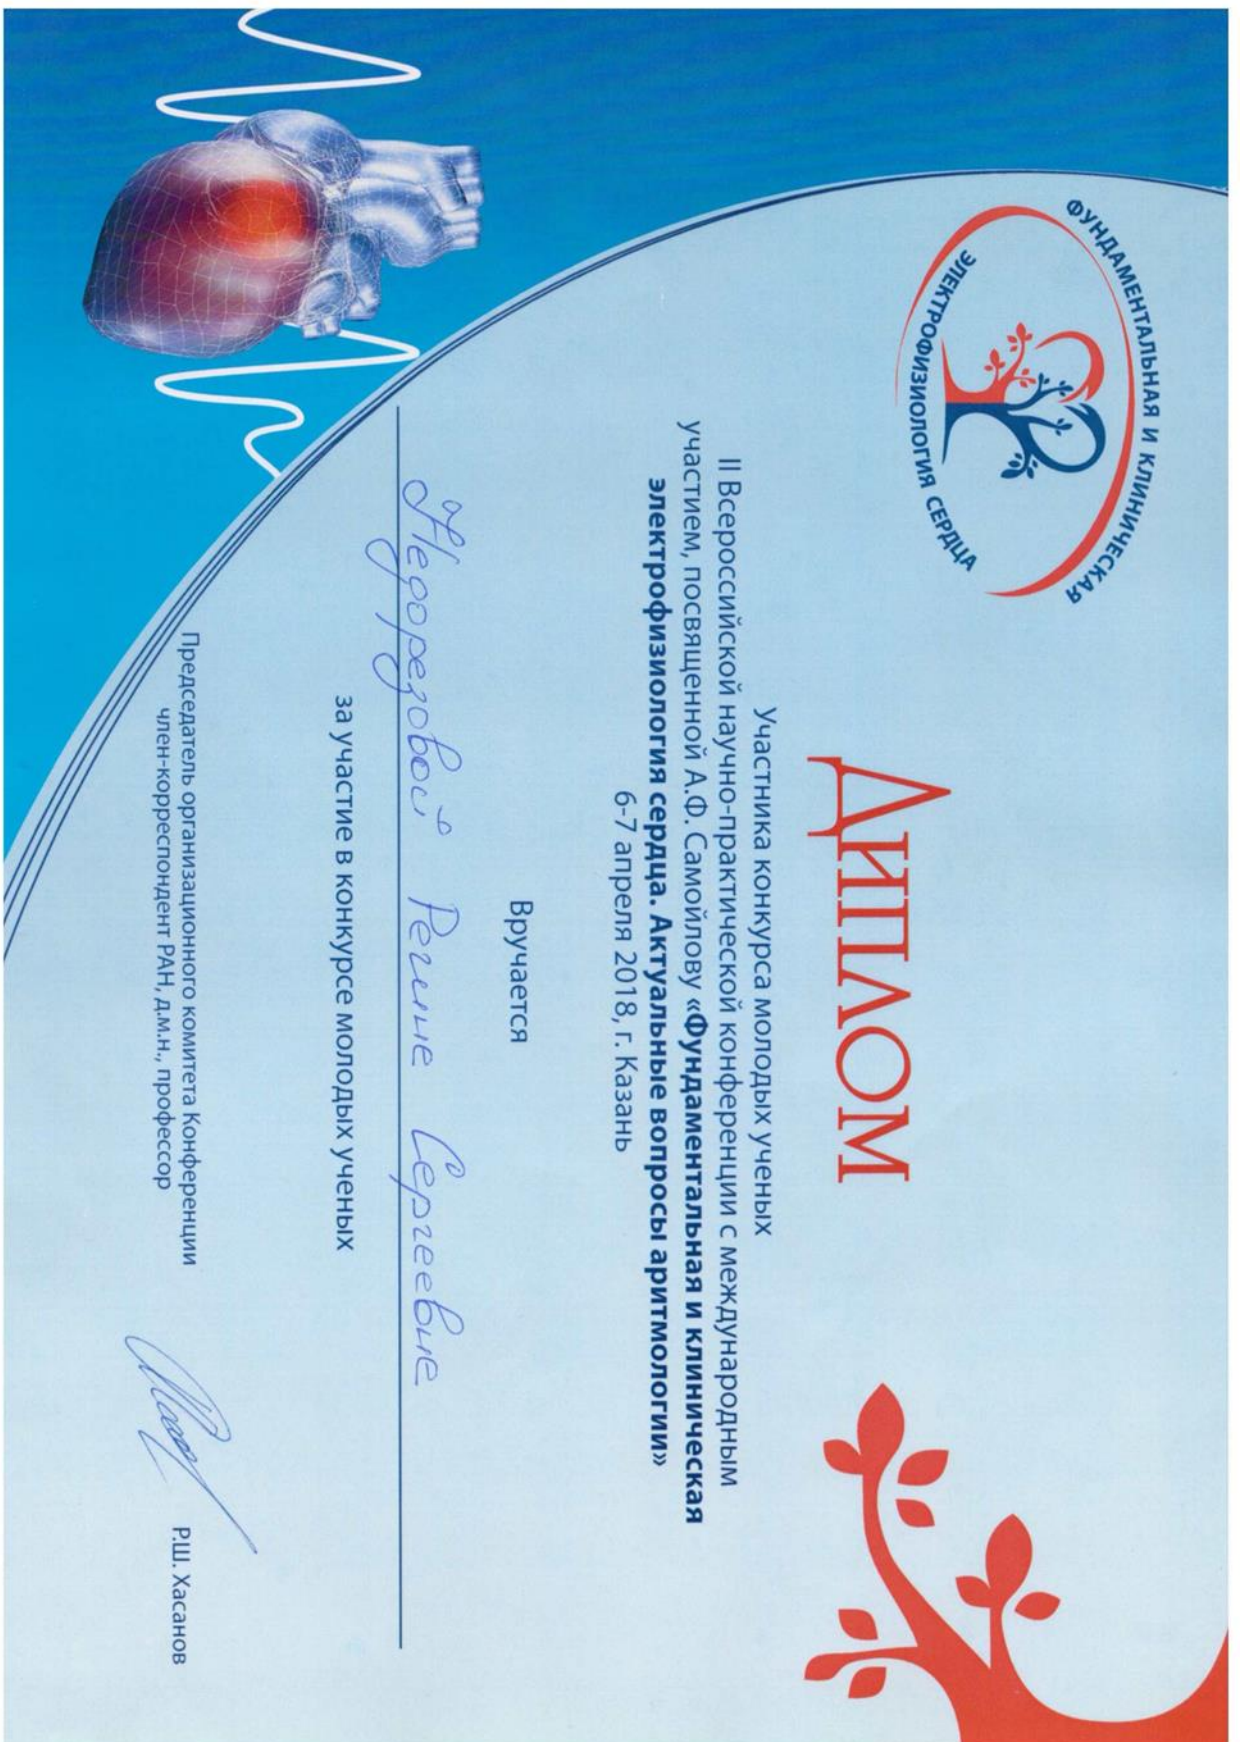 ФУНДАМЕНТАЛЬНАЯ И КЛИНИЧЕСКАЯ
ЭЛЕКТРОФИЗИОЛОГИЯ СЕРДЦА
ДИПЛОМ
Участника конкурса молодых ученых
II Всероссийской научно-практической конференции с международным
участием, посвященной А.Ф. Самойлову «Фундаментальная и клиническая
электрофизиология сердца. Актуальные вопросы аритмологии»
6-7 апреля 2018, г. Казань
Вручается
Недорезовой Регине Сергеевне
за участие в конкурсе молодых ученых
Председатель организационного комитета Конференции
член-корреспондент РАН, д.м.н., профессор
Р.Ш. Хасанов